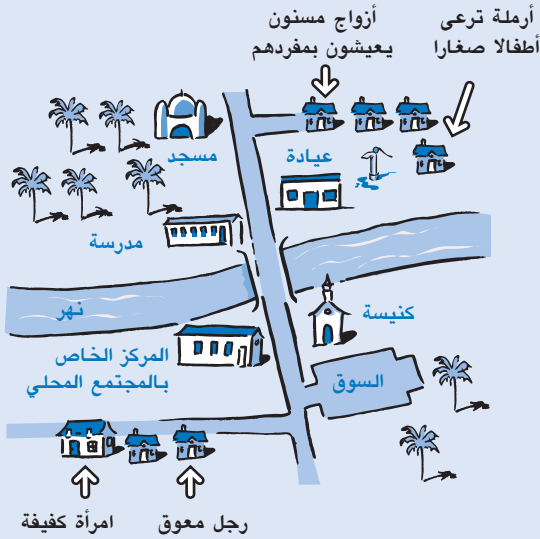 أرملة ترعى
أطفالا صغارا
أزواج مسنون
يعيشون بمفردهم
مسجد
عيادة
مدرسة
نهر
كنيسة
المركز الخاص
بالمجتمع المحلي
السوق
رجل معوق
امرأة كفيفة